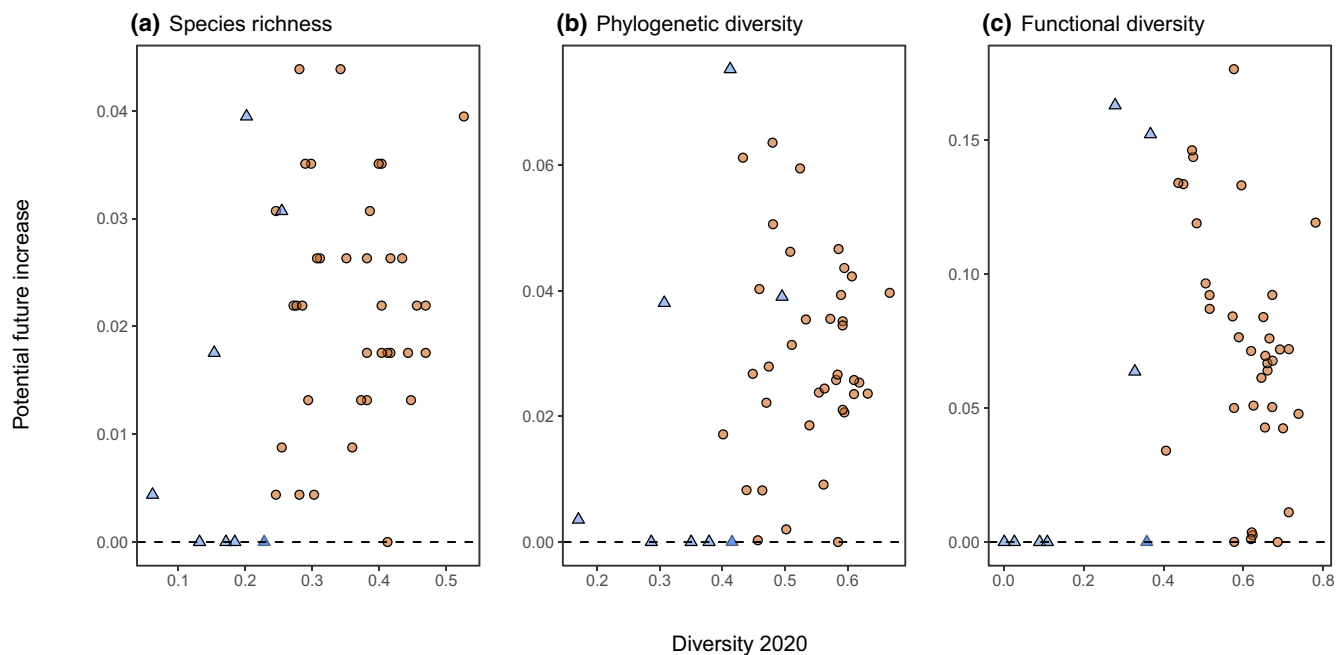 (a) Species richness
(b) Phylogenetic diversity
(c) Functional diversity
Potential future increase
0.04
0.03
0.02
0.01
0.00
0.1 0.2 0.3 0.4 0.5
0.06
0.04
0.02
0.00
0.2 0.3 0.4 0.5 0.6
0.15
0.10
0.05
0.00
0.0 0.2 0.4 0.6 0.8
Diversity 2020